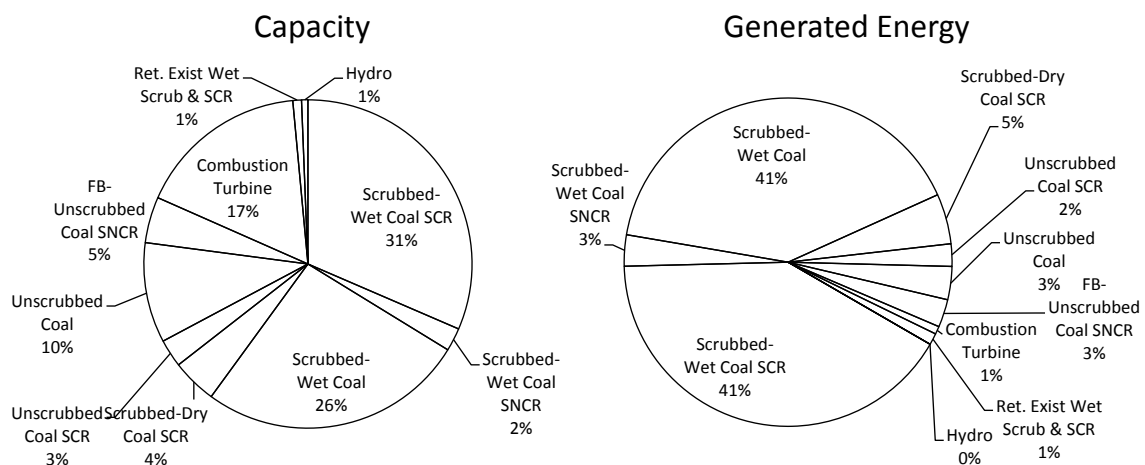 Capacity
Ret. Exist Wet
Scrub & SCR
1%
Hydro
1%
Scrubbed-
Wet Coal SCR
31%
Scrubbed-
Wet Coal
SNCR
2%
Scrubbed-
Wet Coal
26%
Scrubbed-Dry
Coal SCR
4%
Unscrubbed
Coal SCR
3%
Unscrubbed
Coal
10%
FB-
Unscrubbed
Coal SNCR
5%
Combustion
Turbine
17%
Generated Energy
Scrubbed-
Wet Coal
41%
Scrubbed-Dry
Coal SCR
5%
Unscrubbed
Coal SCR
2%
Unscrubbed
Coal
3%
FB-
Unscrubbed
Coal SNCR
3%
Combustion
Turbine
1%
Ret. Exist Wet
Scrub & SCR
1%
Hydro
0%
Scrubbed-
Wet Coal SCR
41%
Scrubbed-
Wet Coal
SNCR
3%